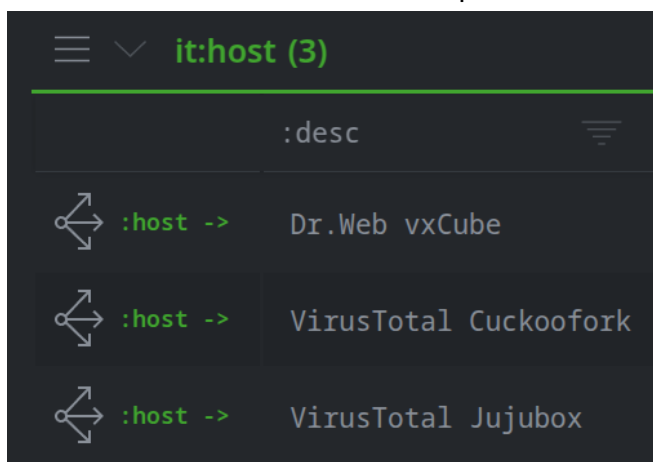 it:host (3)
:desc
:host -> Dr.Web vxCube
:host -> VirusTotal Cuckoofork
:host -> VirusTotal Jujubox